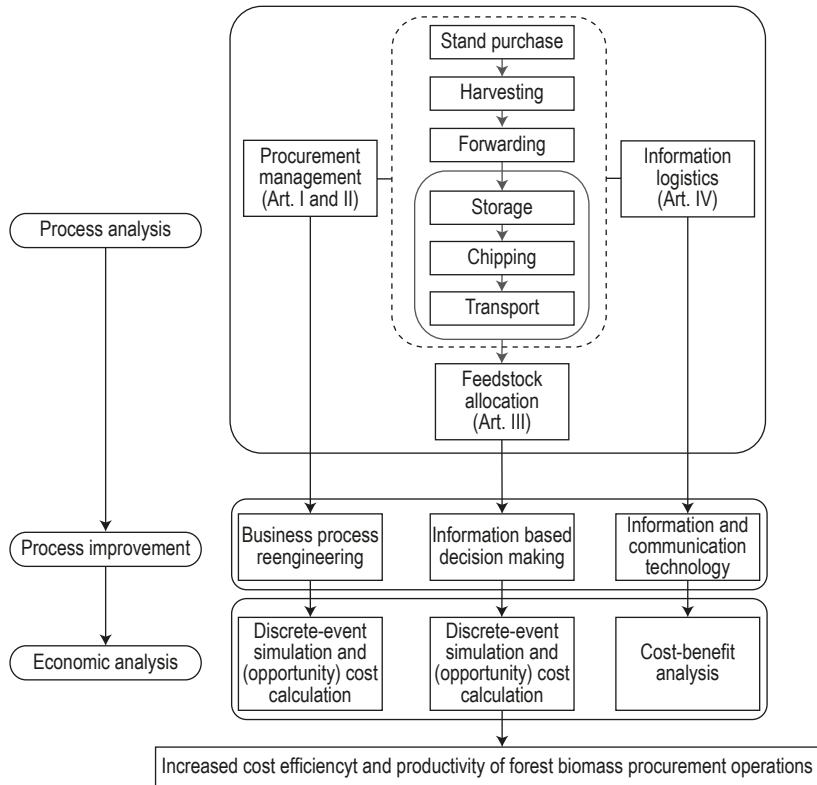 Stand purchase
Harvesting
Forwarding
Procurement
management
(Art. I and II)
Information
logistics
(Art. IV)
Storage
Process analysis
Chipping
Transport
Feedstock
allocation
(Art. III)
Process improvement
Business process
reengineering
Information based
decision making
Information and
communication
technology
Economic analysis
Discrete-event
simulation and
(opportunity) cost
calculation
Discrete-event
simulation and
(opportunity) cost
calculation
Cost-benefit
analysis
Increased cost efficiencyt and productivity of forest biomass procurement operations